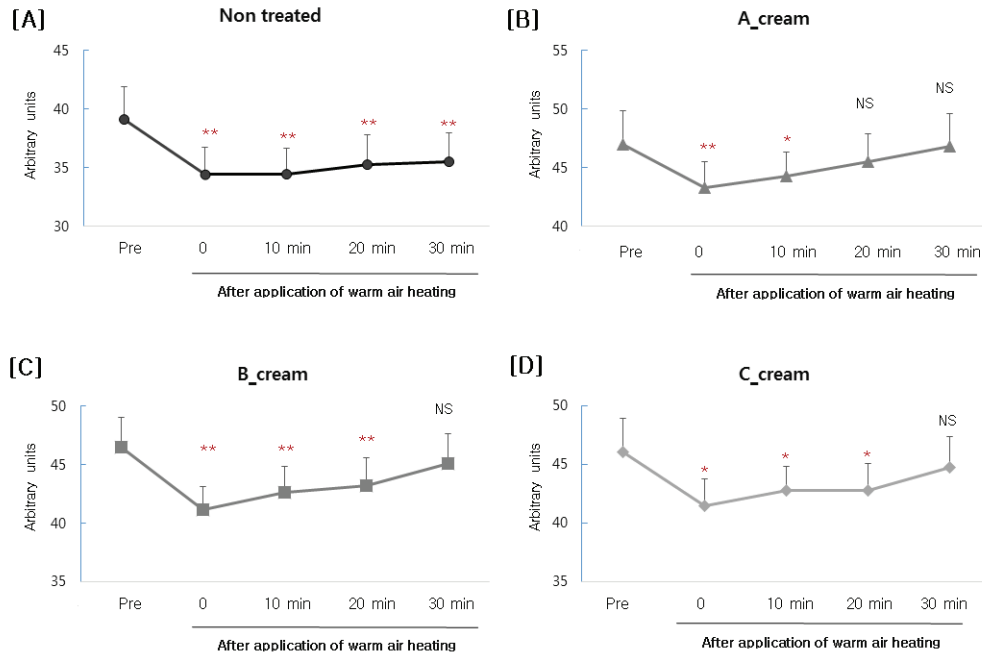 [A]
Non treated
45
40
35
30
Arbitrary units
**
**
**
**
Pre 0 10 min 20 min 30 min
After application of warm air heating
[B]
A_cream
55
50
45
40
Arbitrary units
**
*
NS
NS
Pre 0 10 min 20 min 30 min
After application of warm air heating
[C]
B_cream
50
45
40
35
Arbitrary units
**
**
**
NS
Pre 0 10 min 20 min 30 min
After application of warm air heating
[D]
C_cream
50
45
40
35
Arbitrary units
*
*
*
NS
Pre 0 10 min 20 min 30 min
After application of warm air heating